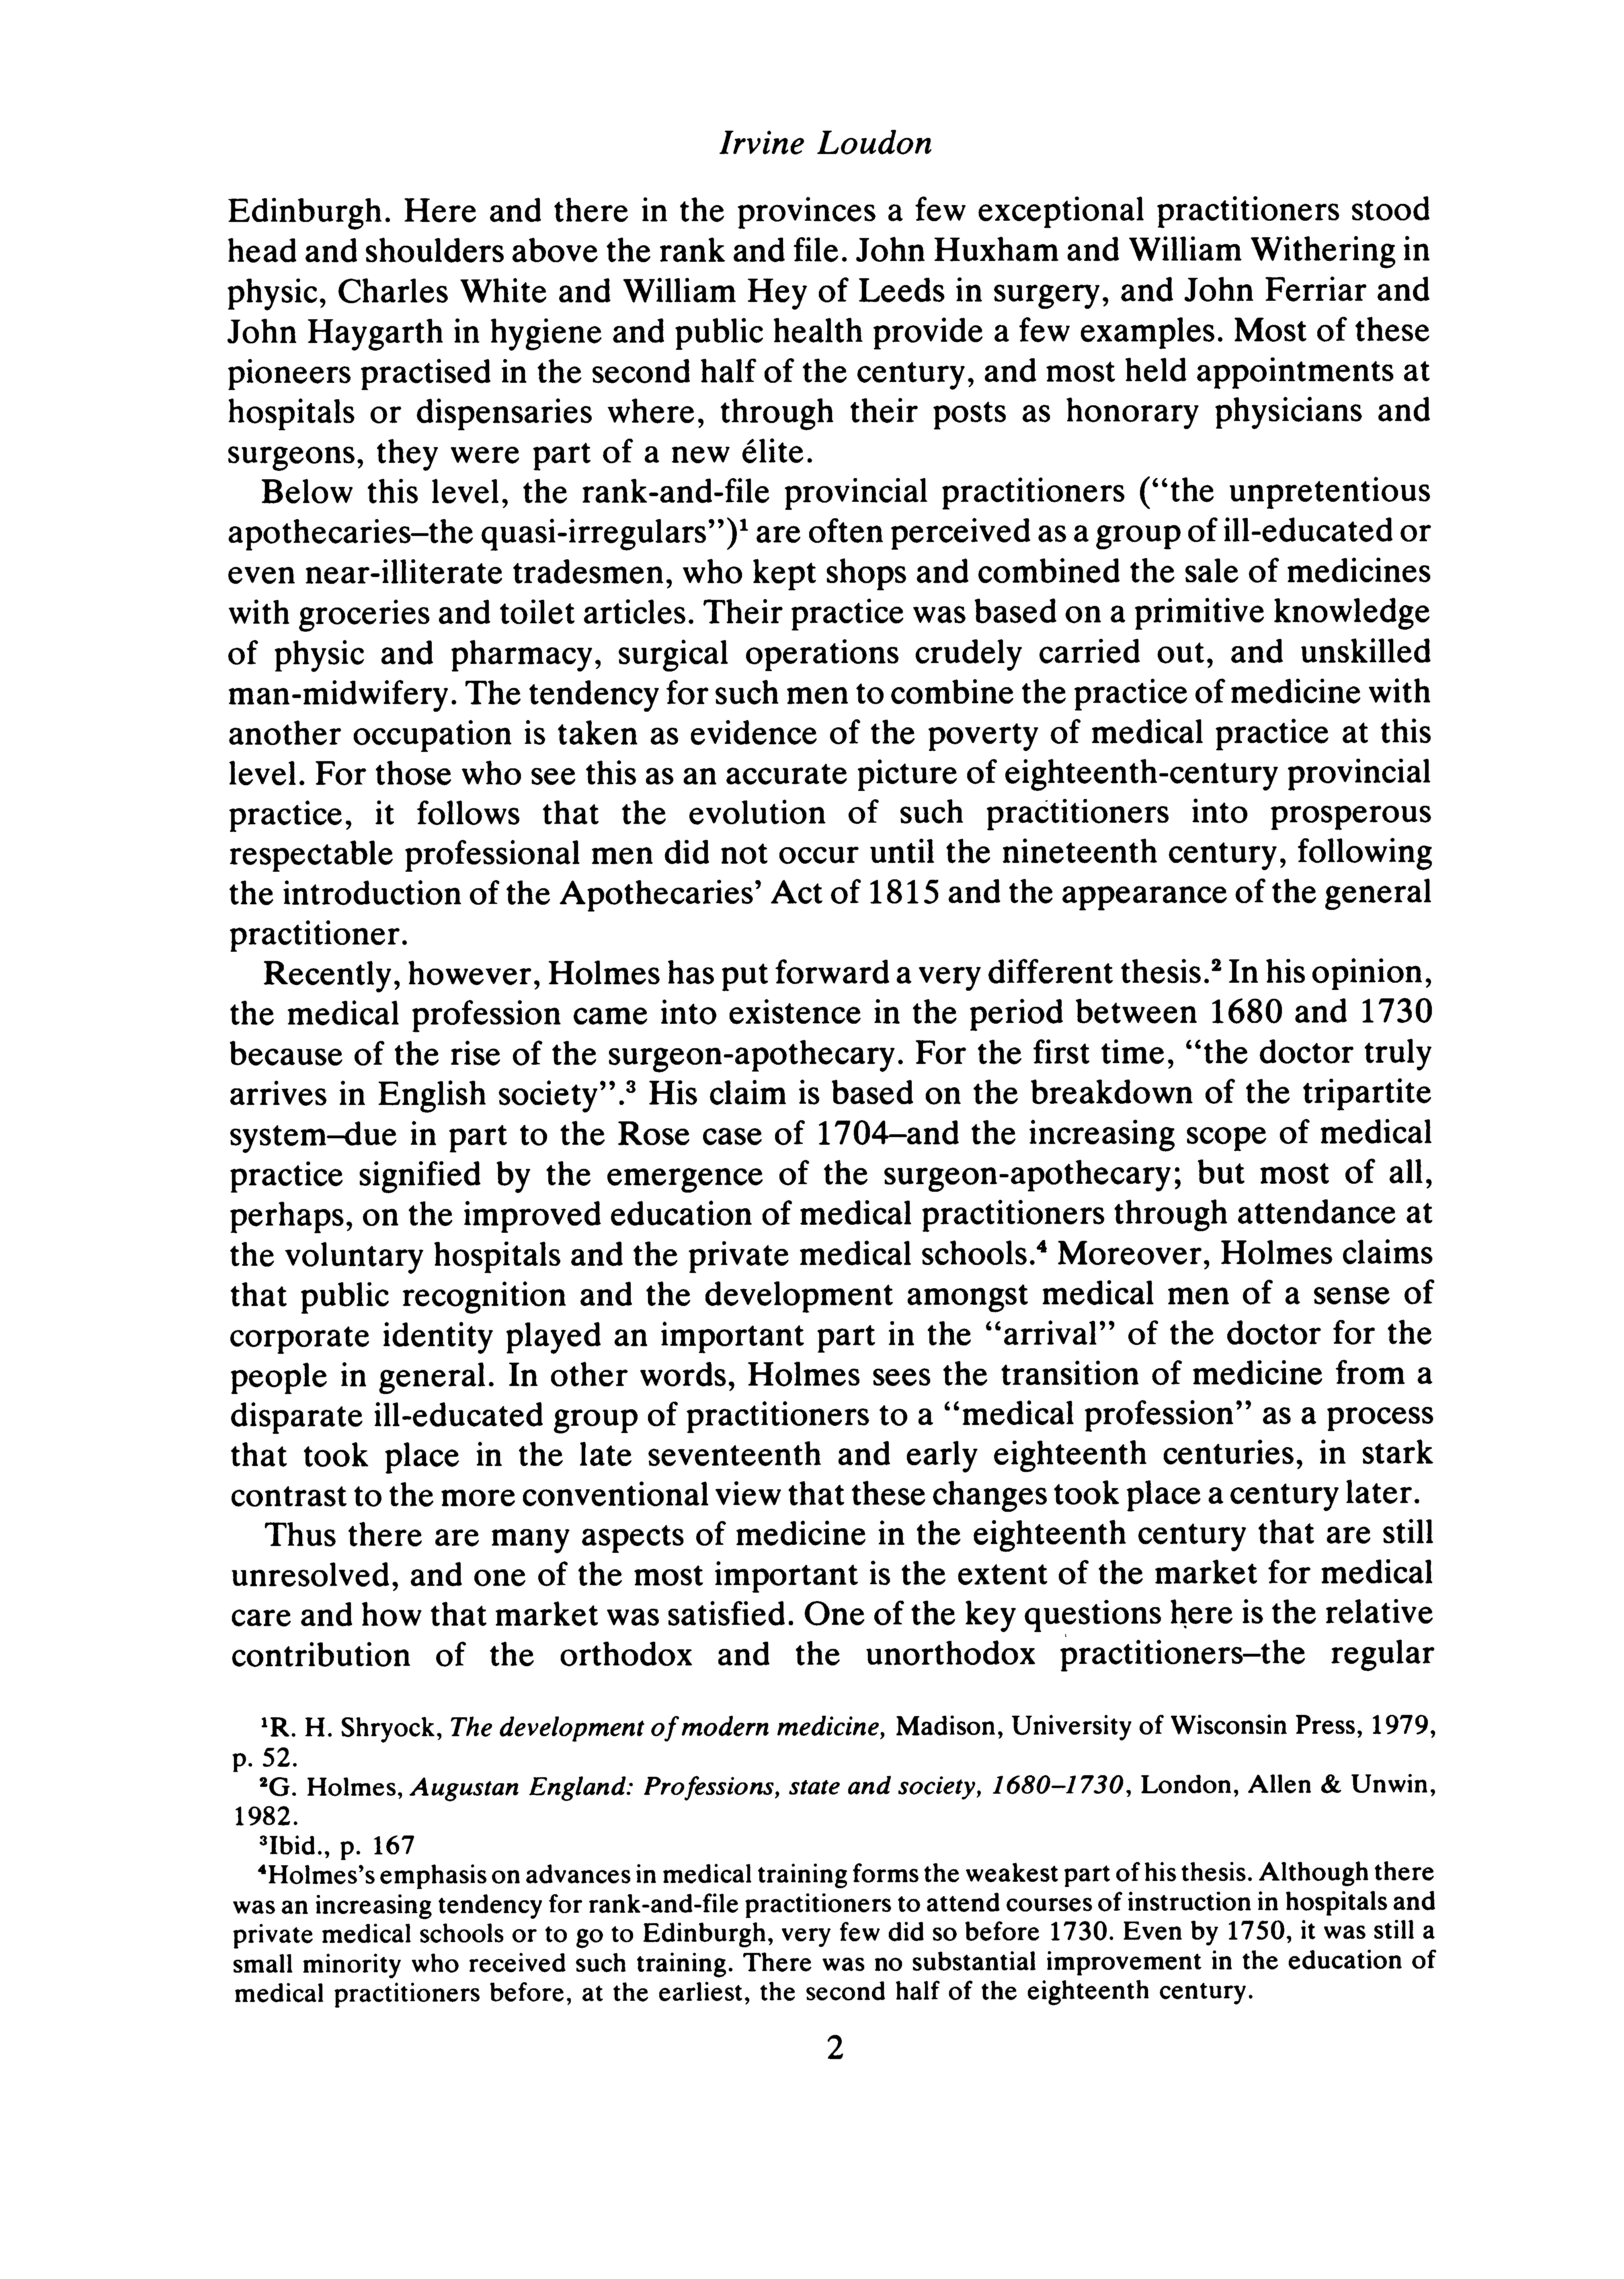 Irvine Loudon
Edinburgh. Here and there in the provinces a few exceptional practitioners stood
head and shoulders above the rank and file. John Huxham and William Withering in
physic, Charles White and William Hey of Leeds in surgery, and John Ferriar and
John Haygarth in hygiene and public health provide a few examples. Most of these
pioneers practised in the second half of the century, and most held appointments at
hospitals or dispensaries where, through their posts as honorary physicians and
surgeons, they were part of a new élite.
Below this level, the rank-and-file provincial practitioners (“the unpretentious
apothecaries–the quasi-irregulars”)¹ are often perceived as a group of ill-educated or
even near-illiterate tradesmen, who kept shops and combined the sale of medicines
with groceries and toilet articles. Their practice was based on a primitive knowledge
of physic and pharmacy, surgical operations crudely carried out, and unskilled
man-midwifery. The tendency for such men to combine the practice of medicine with
another occupation is taken as evidence of the poverty of medical practice at this
level. For those who see this as an accurate picture of eighteenth-century provincial
practice, it follows that the evolution of such practitioners into prosperous
respectable professional men did not occur until the nineteenth century, following
the introduction of the Apothecaries’ Act of 1815 and the appearance of the general
practitioner.
Recently, however, Holmes has put forward a very different thesis.² In his opinion,
the medical profession came into existence in the period between 1680 and 1730
because of the rise of the surgeon-apothecary. For the first time, “the doctor truly
arrives in English society”.³ His claim is based on the breakdown of the tripartite
system–due in part to the Rose case of 1704–and the increasing scope of medical
practice signified by the emergence of the surgeon-apothecary; but most of all,
perhaps, on the improved education of medical practitioners through attendance at
the voluntary hospitals and the private medical schools.⁴ Moreover, Holmes claims
that public recognition and the development amongst medical men of a sense of
corporate identity played an important part in the “arrival” of the doctor for the
people in general. In other words, Holmes sees the transition of medicine from a
disparate ill-educated group of practitioners to a “medical profession” as a process
that took place in the late seventeenth and early eighteenth centuries, in stark
contrast to the more conventional view that these changes took place a century later.
Thus there are many aspects of medicine in the eighteenth century that are still
unresolved, and one of the most important is the extent of the market for medical
care and how that market was satisfied. One of the key questions here is the relative
contribution of the orthodox and the unorthodox practitioners–the regular
¹R. H. Shryock, The development of modern medicine, Madison, University of Wisconsin Press, 1979,
p. 52.
²G. Holmes, Augustan England: Professions, state and society, 1680–1730, London, Allen & Unwin,
1982.
³Ibid., p. 167
⁴Holmes’s emphasis on advances in medical training forms the weakest part of his thesis. Although there
was an increasing tendency for rank-and-file practitioners to attend courses of instruction in hospitals and
private medical schools or to go to Edinburgh, very few did so before 1730. Even by 1750, it was still a
small minority who received such training. There was no substantial improvement in the education of
medical practitioners before, at the earliest, the second half of the eighteenth century.
2